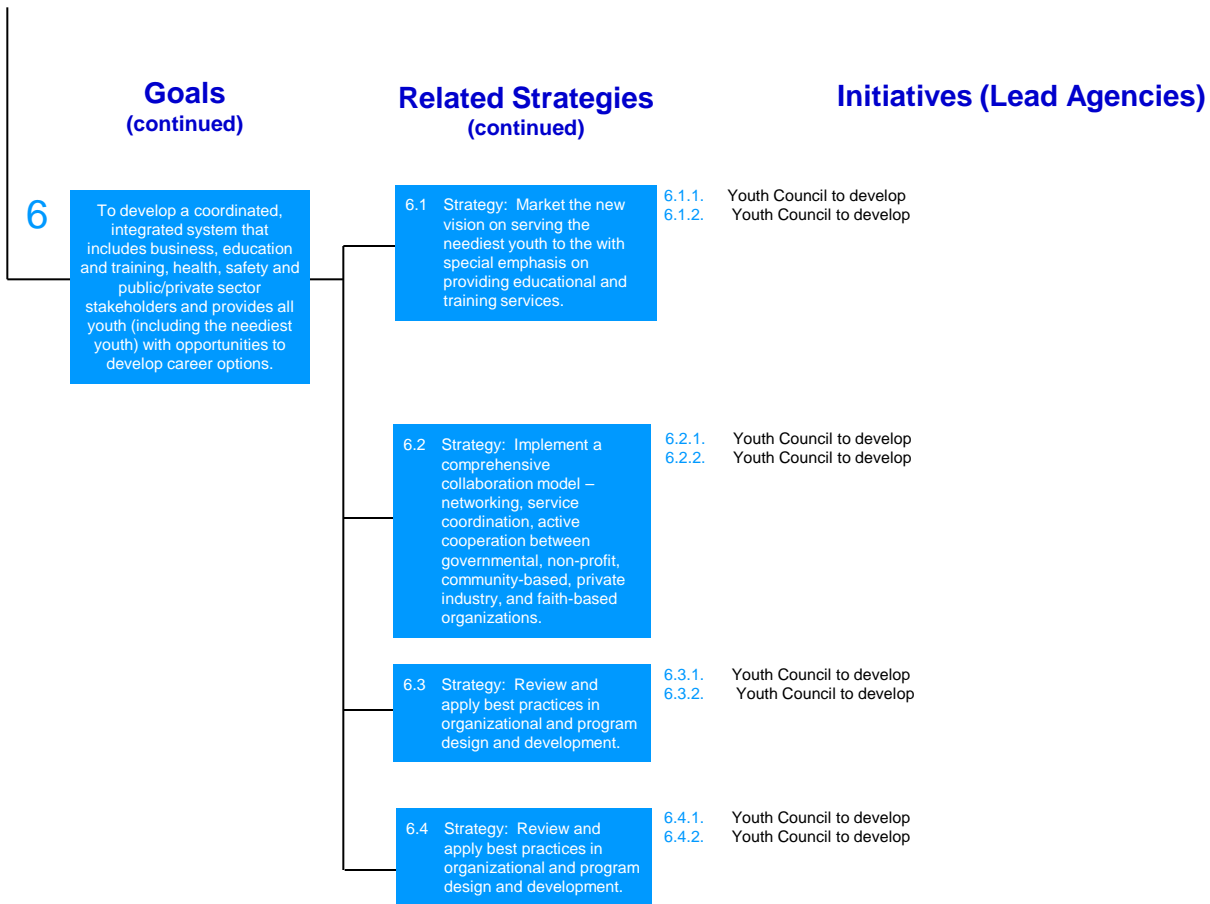 Goals
(continued)
Related Strategies
(continued)
Initiatives (Lead Agencies)
6
To develop a coordinated,
integrated system that
includes business, education
and training, health, safety and
public/private sector
stakeholders and provides all
youth (including the neediest
youth) with opportunities to
develop career options.
6.1 Strategy: Market the new
vision on serving the
neediest youth to the with
special emphasis on
providing educational and
training services.
6.1.1. Youth Council to develop
6.1.2. Youth Council to develop
6.2 Strategy: Implement a
comprehensive
collaboration model –
networking, service
coordination, active
cooperation between
governmental, non-profit,
community-based, private
industry, and faith-based
organizations.
6.2.1. Youth Council to develop
6.2.2. Youth Council to develop
6.3 Strategy: Review and
apply best practices in
organizational and program
design and development.
6.3.1. Youth Council to develop
6.3.2. Youth Council to develop
6.4 Strategy: Review and
apply best practices in
organizational and program
design and development.
6.4.1. Youth Council to develop
6.4.2. Youth Council to develop